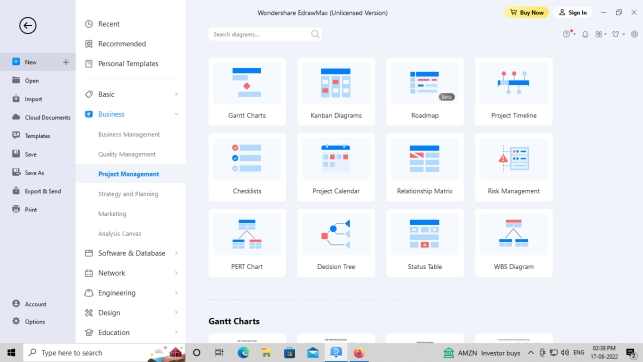 Wondershare EdrawMax (Unlicensed Version)
Buy Now
Sign In
New
Open
Import
Cloud Documents
Templates
Save
Save As
Export & Send
Print
Account
Options
Recent
Recommended
Personal Templates
Basic
Business
Business Management
Quality Management
Project Management
Strategy and Planning
Marketing
Analysis Canvas
Software & Database
Network
Engineering
Design
Education
Search diagrams...
Gantt Charts
Kanban Diagrams
Beta
Roadmap
Project Timeline
Checklists
Project Calendar
Relationship Matrix
Risk Management
PERT Chart
Decision Tree
Status Table
WBS Diagram
Gantt Charts
Type here to search
AMZN Investor buys
ENG
02:39 PM
17-08-2022
2